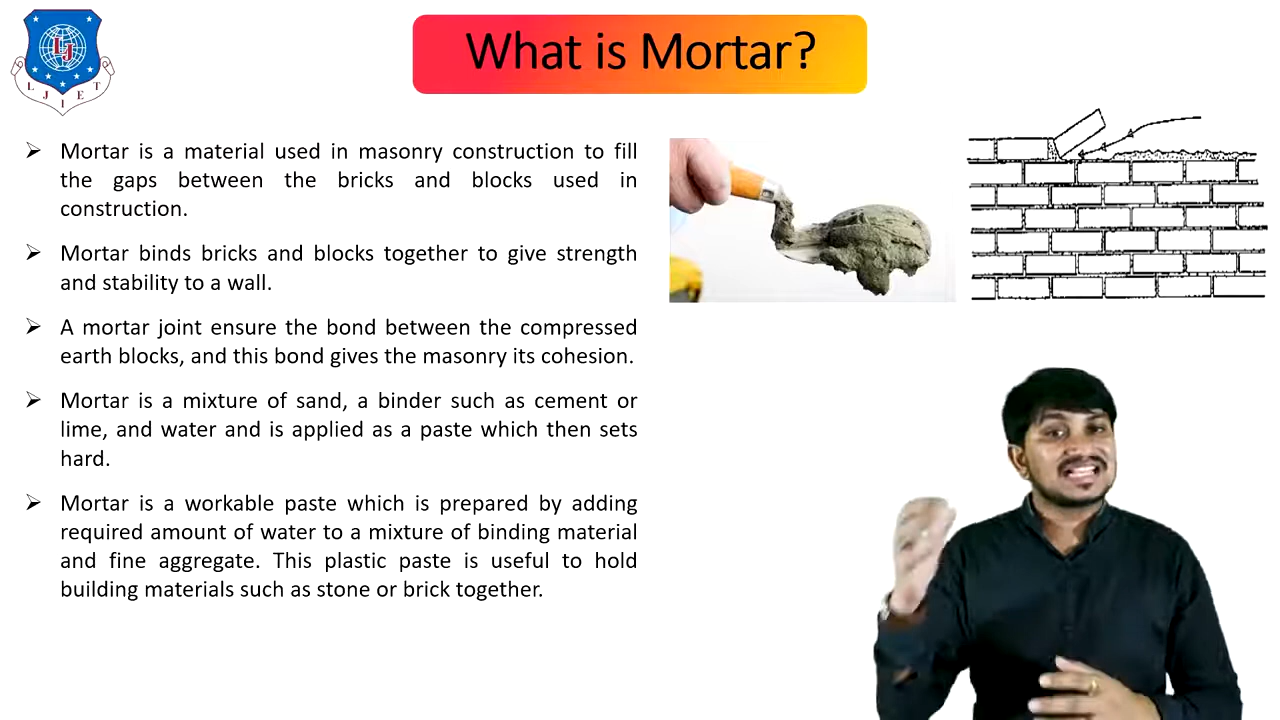 LJ
LJIET
What is Mortar?
Mortar is a material used in masonry construction to fill
the gaps between the bricks and blocks used in
construction.
Mortar binds bricks and blocks together to give strength
and stability to a wall.
A mortar joint ensure the bond between the compressed
earth blocks, and this bond gives the masonry its cohesion.
Mortar is a mixture of sand, a binder such as cement or
lime, and water and is applied as a paste which then sets
hard.
Mortar is a workable paste which is prepared by adding
required amount of water to a mixture of binding material
and fine aggregate. This plastic paste is useful to hold
building materials such as stone or brick together.